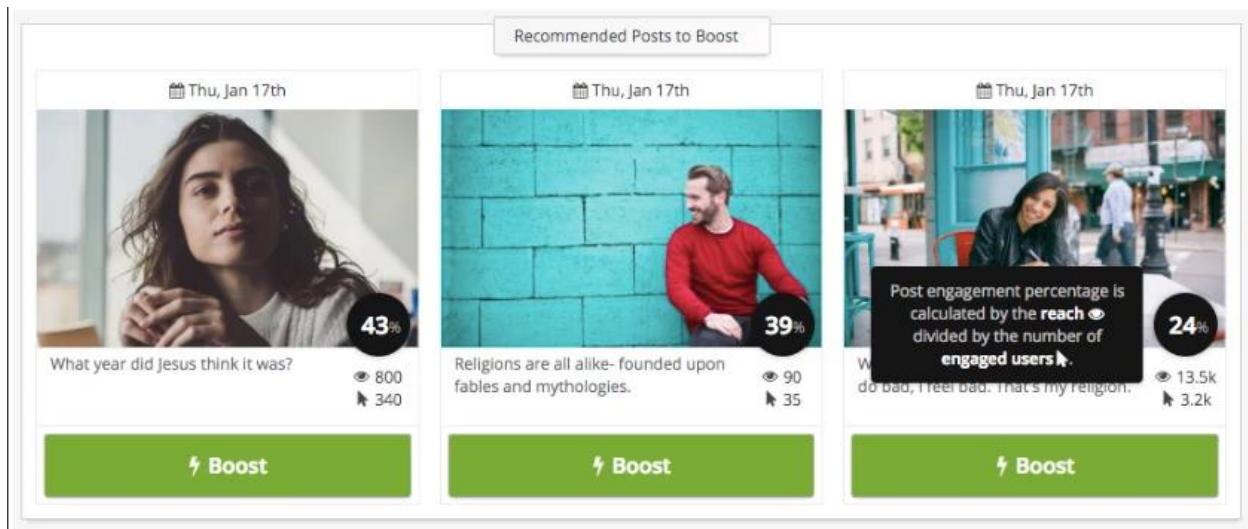 Recommended Posts to Boost
Thu, Jan 17th
43%
What year did Jesus think it was?
800
340
Boost
Thu, Jan 17th
39%
Religions are all alike- founded upon
fables and mythologies.
90
35
Boost
Thu, Jan 17th
Post engagement percentage is
calculated by the reach
divided by the number of
engaged users.
24%
do bad, I feel bad. That's my religion.
13.5k
3.2k
Boost